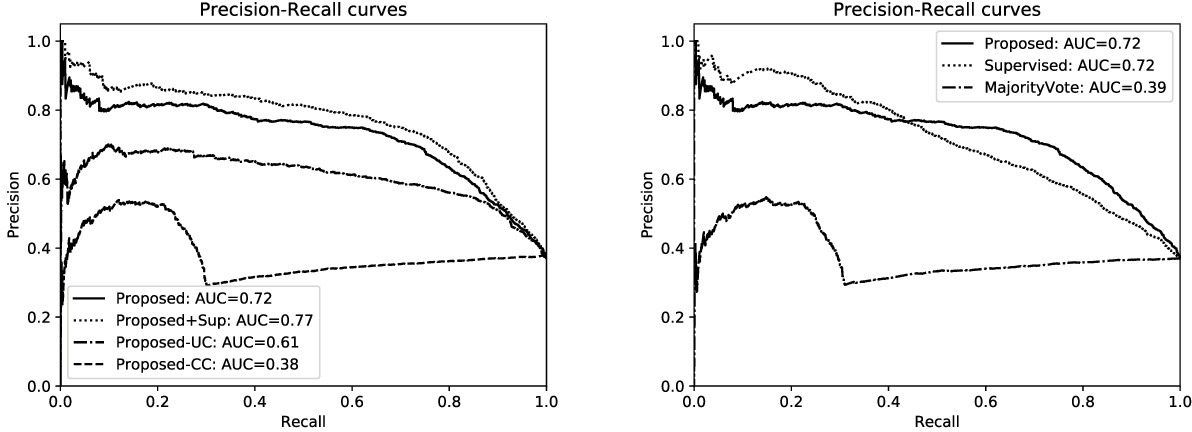 Precision-Recall curves
1.0
0.8
0.6
0.4
0.2
0.0
Precision
Proposed: AUC=0.72
Proposed+Sup: AUC=0.77
Proposed-UC: AUC=0.61
Proposed-CC: AUC=0.38
0.0 0.2 0.4 0.6 0.8 1.0
Recall
Precision-Recall curves
1.0
0.8
0.6
0.4
0.2
0.0
Precision
Proposed: AUC=0.72
Supervised: AUC=0.72
MajorityVote: AUC=0.39
0.0 0.2 0.4 0.6 0.8 1.0
Recall